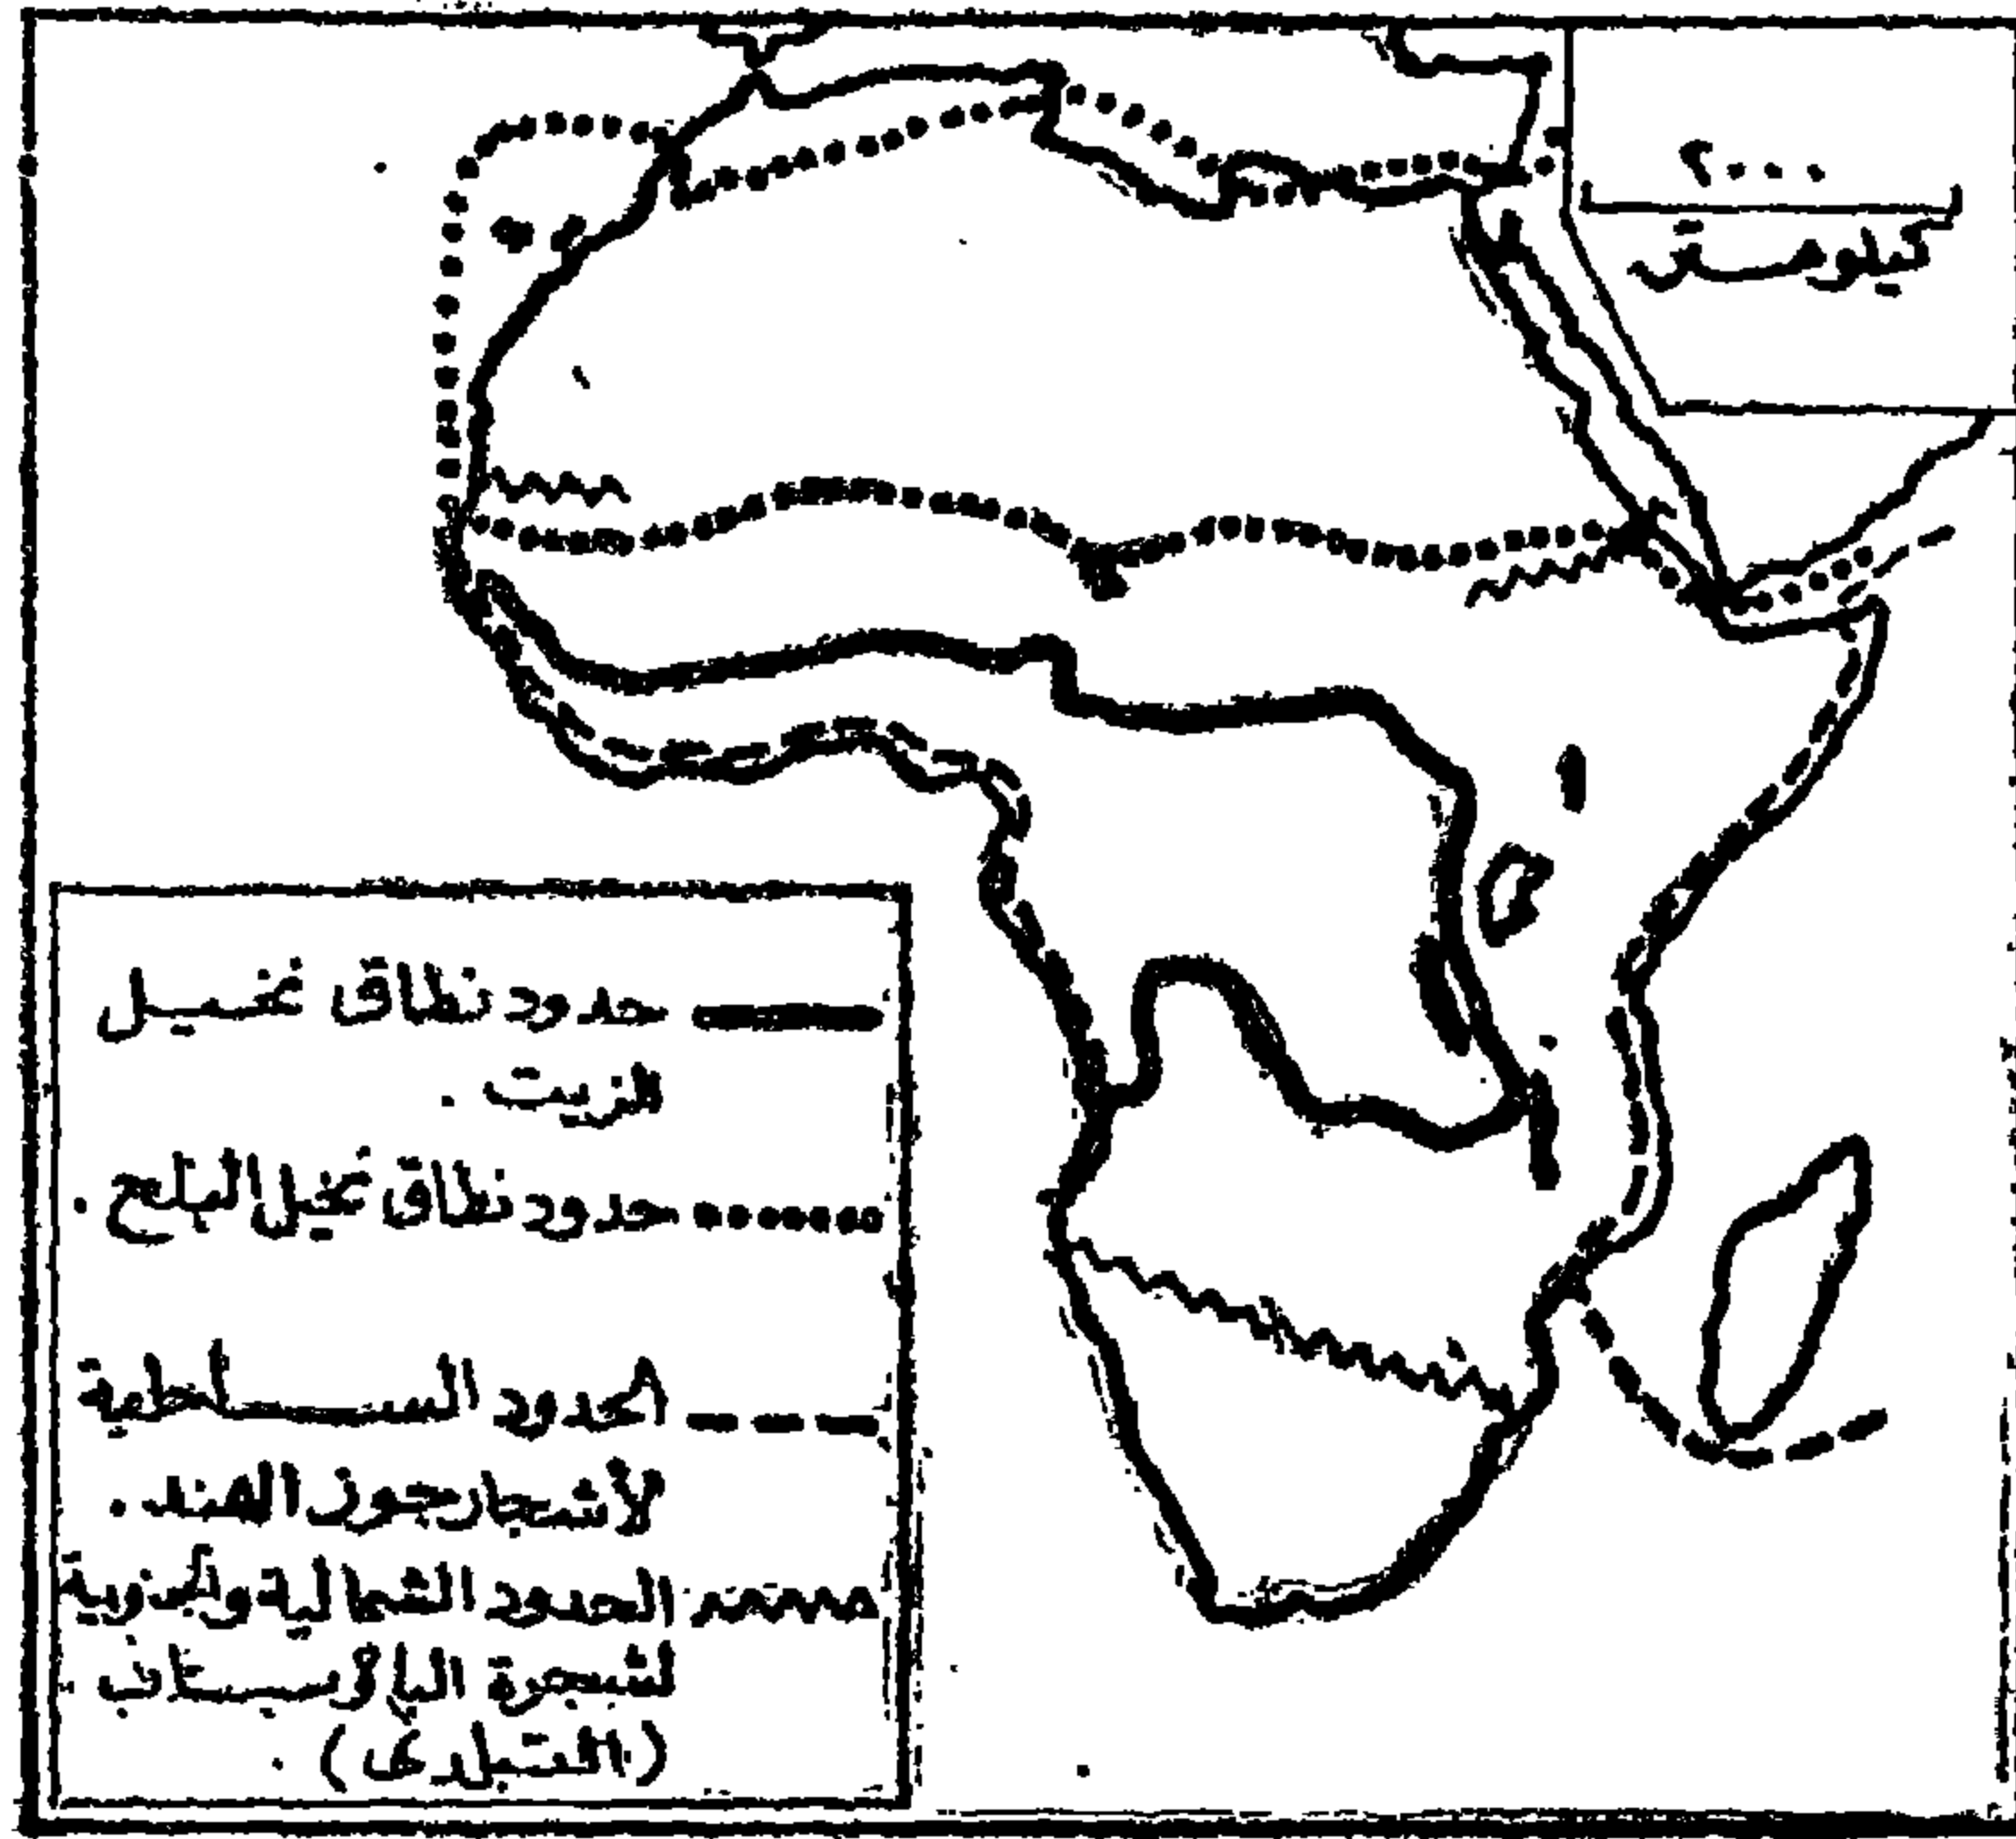 ٢٠٠٠
كيلومتر
حدود نطاق نخيل
الزيت .
حدود نطاق نخيل البلح .
الحدود الساحلية
لأشجار جوز الهند .
الحدود الشمالية والجنوبية
لشجرة الباؤباب .
(التبلدى) .